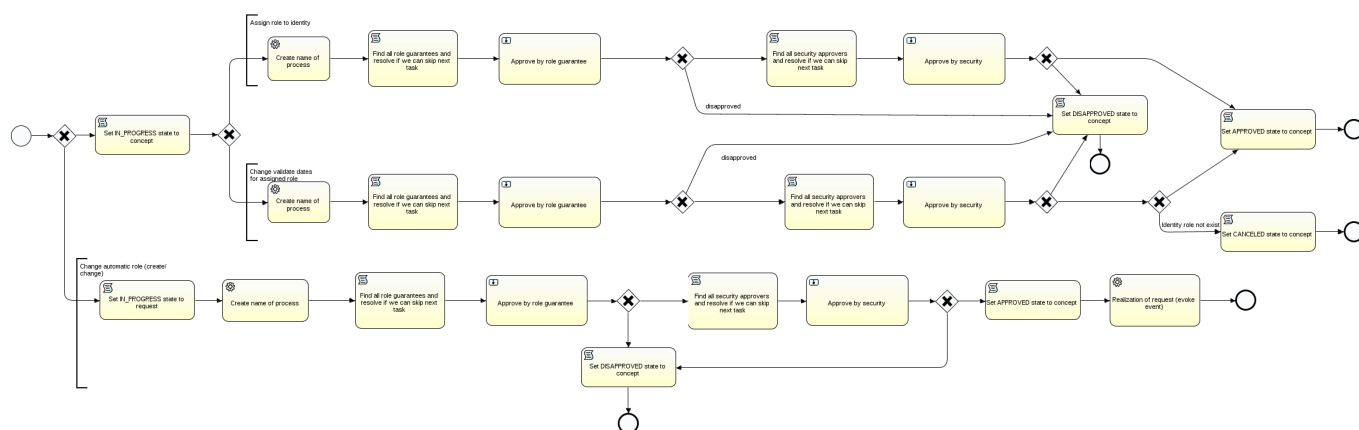 Assign role to identity
Create name of
process
Find all role guarantees and
resolve if we can skip next
task
Approve by role guarantee
disapproved
Find all security approvers
and resolve if we can skip
next task
Approve by security
Set DISAPPROVED state to
concept
Set APPROVED state to concept
Set IN_PROGRESS state to
concept
Change validate dates
for assigned role
Create name of
process
Find all role guarantees and
resolve if we can skip next
task
Approve by role guarantee
disapproved
Find all security approvers
and resolve if we can skip
next task
Approve by security
Identity role not exist
Set CANCELED state to concept
Change automatic role (create/
change)
Set IN_PROGRESS state to
request
Create name of process
Find all role guarantees and
resolve if we can skip next
task
Approve by role guarantee
Find all security approvers
and resolve if we can skip
next task
Approve by security
Set APPROVED state to concept
Realization of request (evoke
event)
Set DISAPPROVED state to
concept